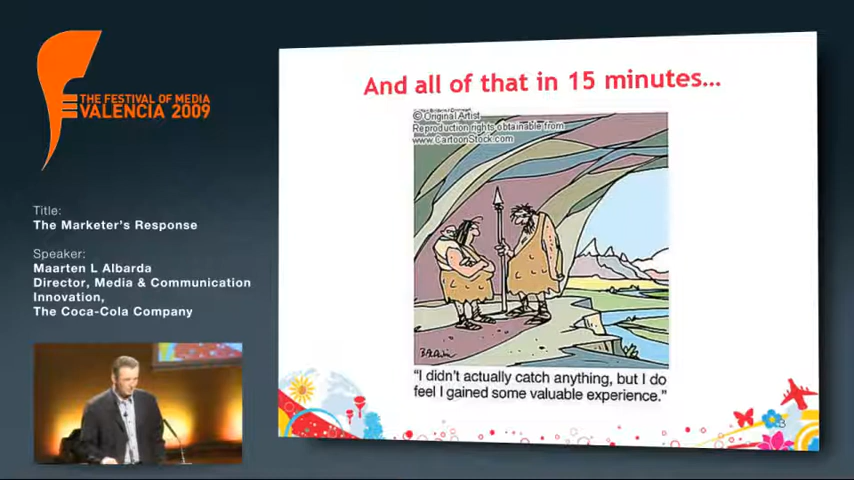 THE FESTIVAL OF MEDIA
VALENCIA 2009
Title:
The Marketer's Response
Speaker:
Maarten L Albarda
Director, Media & Communication
Innovation,
The Coca-Cola Company
And all of that in 15 minutes...
© Original Artist
Reproduction rights obtainable from
www.CartoonStock.com
"I didn't actually catch anything, but I do
feel I gained some valuable experience."